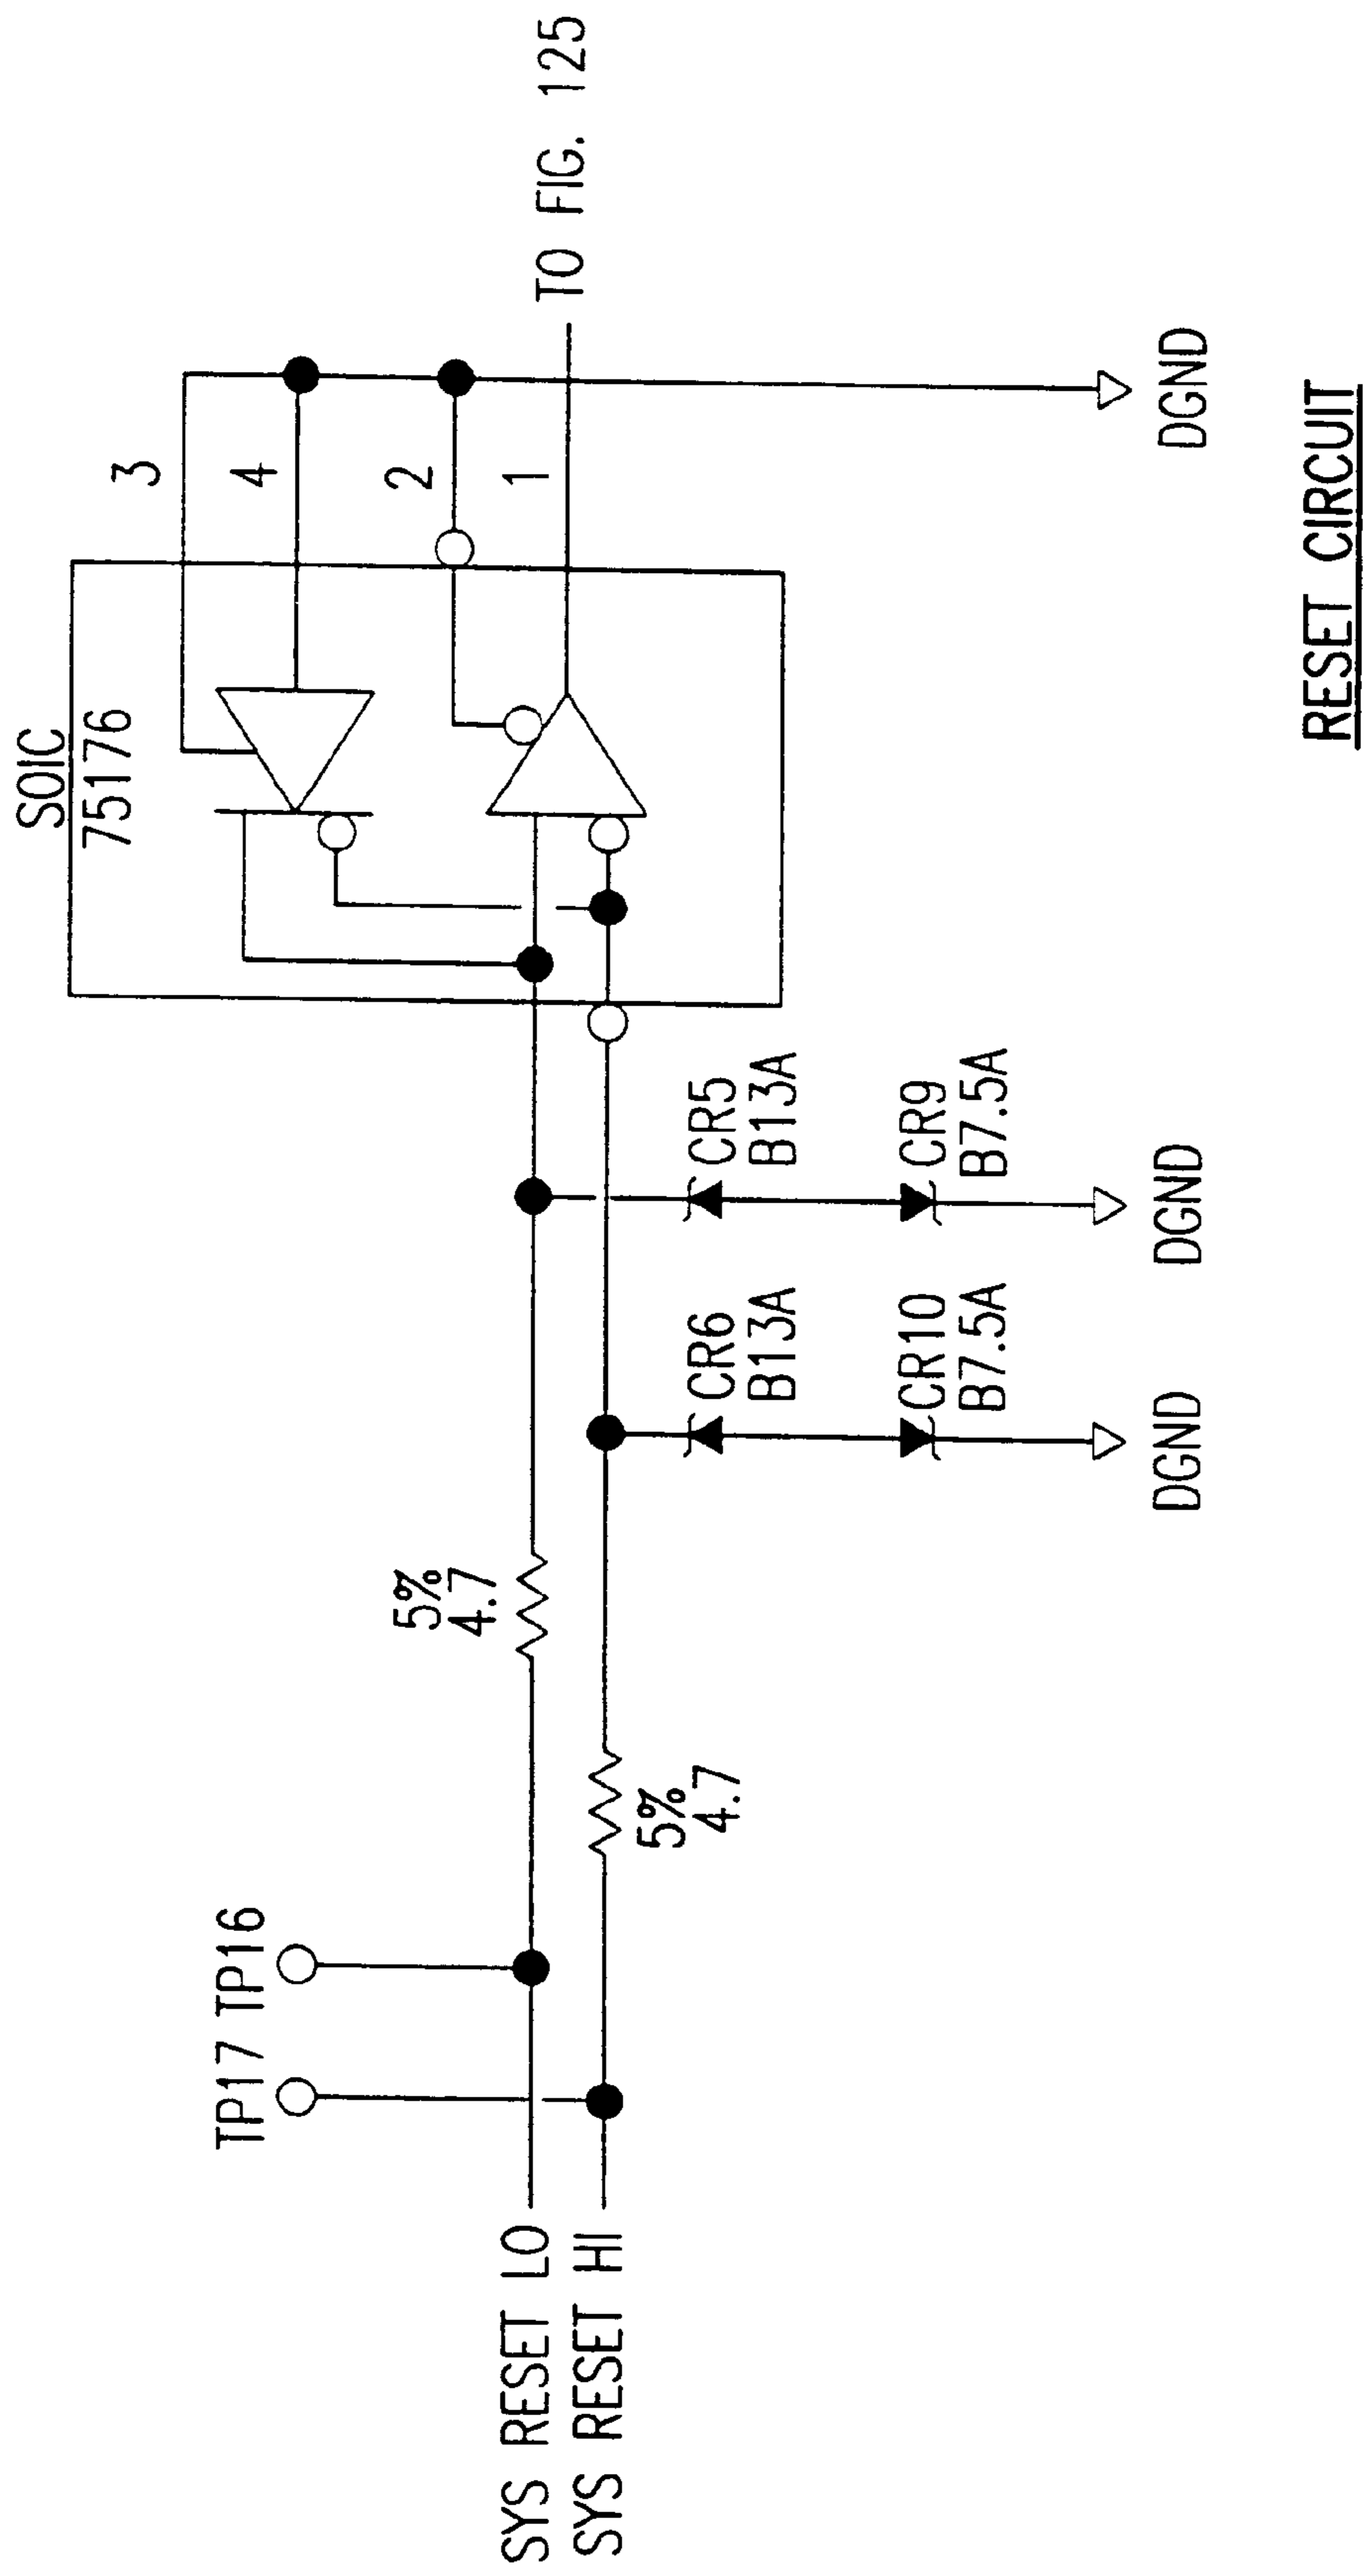 SOIC
75176
3
4
2
1
TO FIG. 125
TP17 TP16
5%
4.7
SYS RESET LO
SYS RESET HI
5%
4.7
CR6
B13A
CR5
B13A
CR10
B7.5A
CR9
B7.5A
DGND
DGND
DGND
RESET CIRCUIT